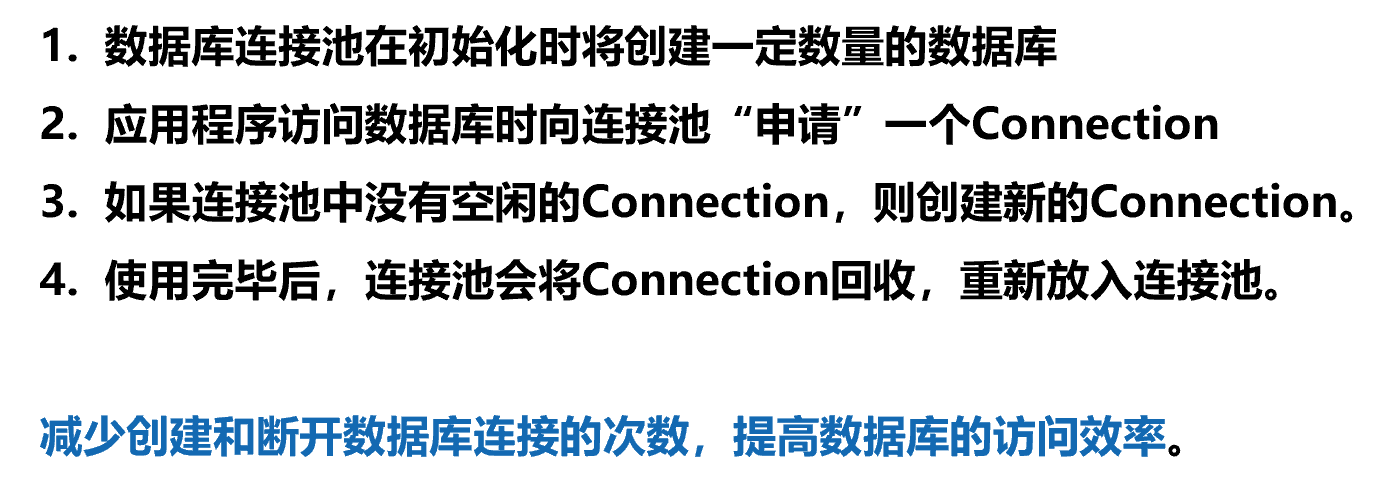 1. 数据库连接池在初始化时将创建一定数量的数据库
2. 应用程序访问数据库时向连接池“申请”一个Connection
3. 如果连接池中没有空闲的Connection，则创建新的Connection。
4. 使用完毕后，连接池会将Connection回收，重新放入连接池。
减少创建和断开数据库连接的次数，提高数据库的访问效率。